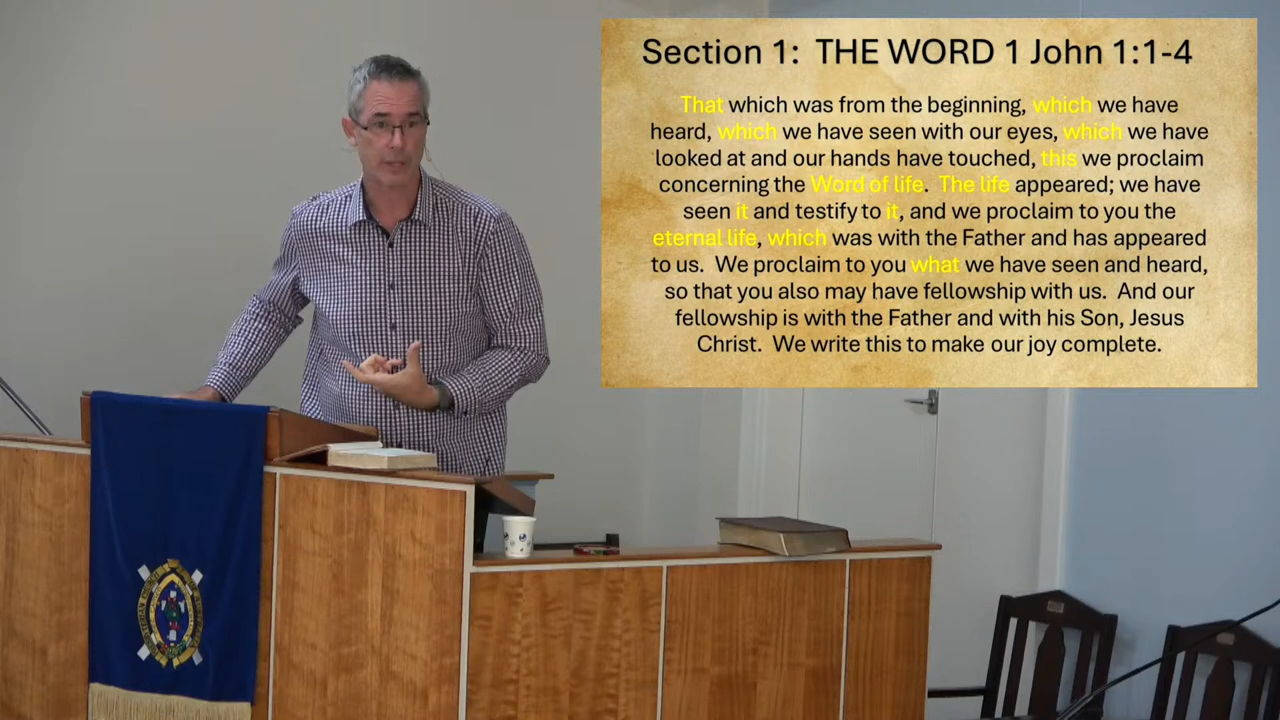 Section 1:  THE WORD 1 John 1:1-4
That which was from the beginning, which we have
heard, which we have seen with our eyes, which we have
looked at and our hands have touched, this we proclaim
concerning the Word of life.  The life appeared; we have
seen it and testify to it, and we proclaim to you the
eternal life, which was with the Father and has appeared
to us.  We proclaim to you what we have seen and heard,
so that you also may have fellowship with us.  And our
fellowship is with the Father and with his Son, Jesus
Christ.  We write this to make our joy complete.